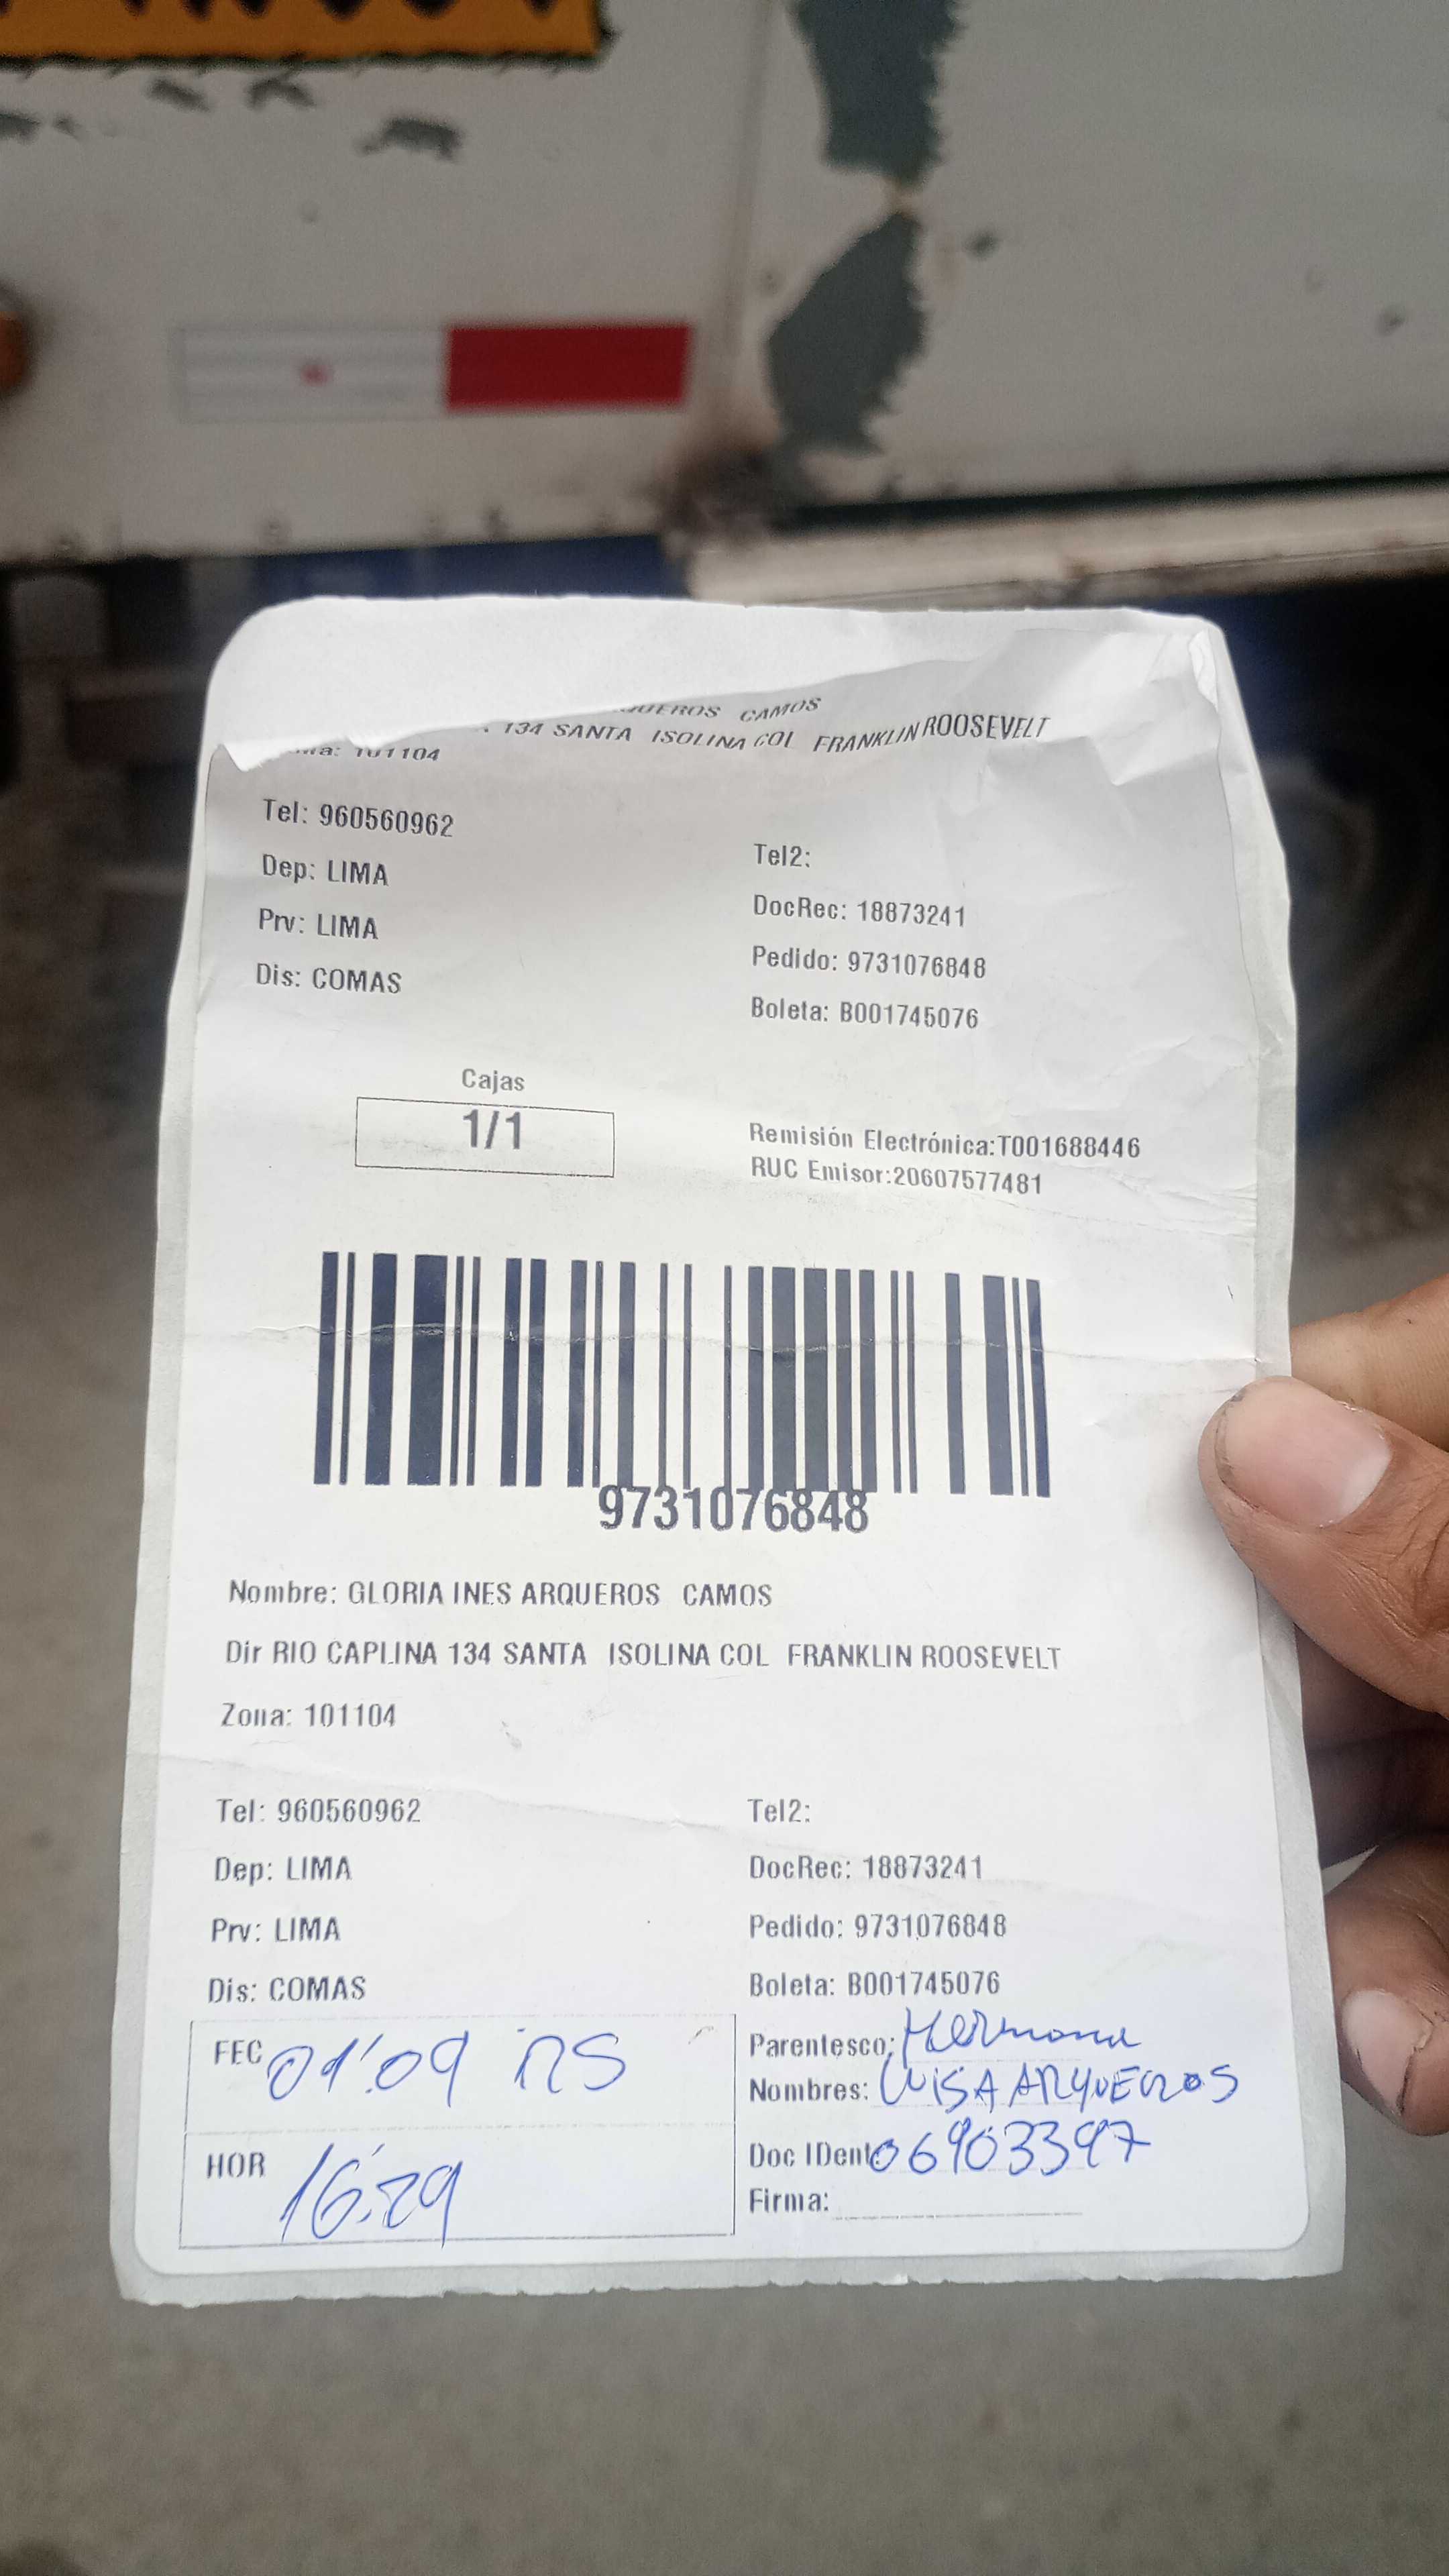 CAMOS
134 SANTA ISOLINA COL FRANKLIN ROOSEVELT
101104
Tel: 960560962
Tel2:
Dep: LIMA
DocRec: 18873241
Prv: LIMA
Pedido: 9731076848
Dis: COMAS
Boleta: B001745076
Cajas
1/1
Remisión Electrónica:T001688446
RUC Emisor:20607577481
9731076848
Nombre: GLORIA INES ARQUEROS CAMOS
Dir RIO CAPLINA 134 SANTA ISOLINA COL FRANKLIN ROOSEVELT
Zona: 101104
Tel: 960560962
Tel2:
Dep: LIMA
DocRec: 18873241
Prv: LIMA
Pedido: 9731076848
Dis: COMAS
Boleta: B001745076
FEC 01.09
Parentesco: Hermana
Nombres: LUISA ARQUEROS
HOR 16:29
Doc IDent: 06903397
Firma: